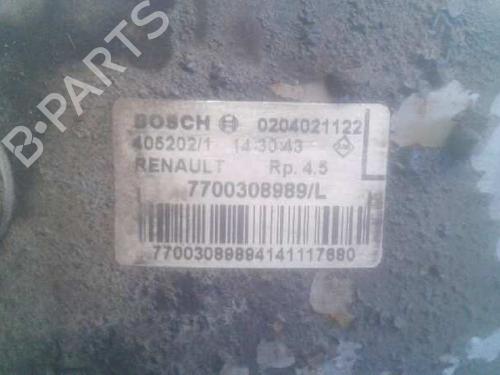 B-PARTS
BOSCH 0204021122
405202/1 14:30:43
RENAULT Rp. 4.5
7700308989/L
77003089894141117680